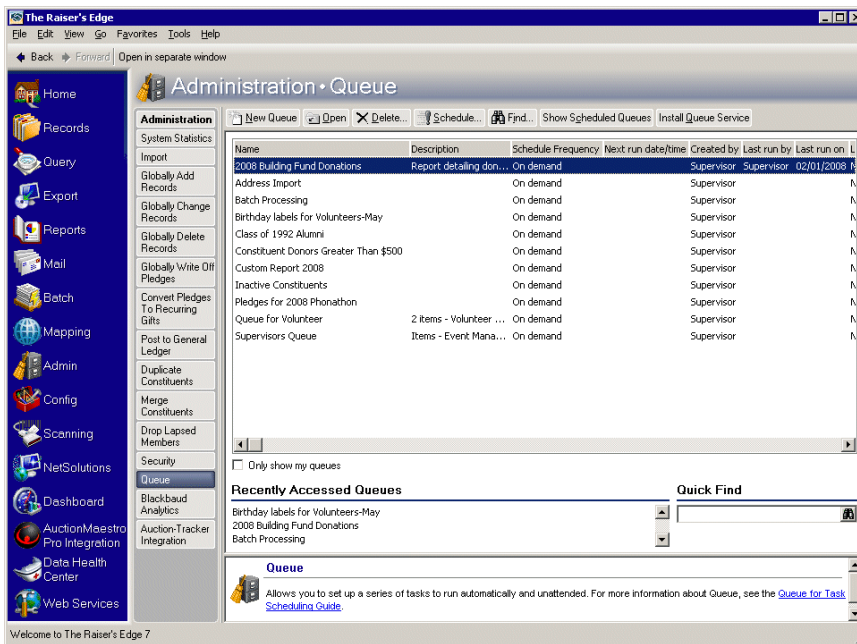 The Raiser's Edge
File Edit View Go Favorites Tools Help
Back Forward Open in separate window
Administration · Queue
Home
Records
Query
Export
Reports
Mail
Batch
Mapping
Admin
Config
Scanning
NetSolutions
Dashboard
AuctionMaestro
Pro Integration
Data Health
Center
Web Services
Administration
System Statistics
Import
Globally Add
Records
Globally Change
Records
Globally Delete
Records
Globally Write Off
Pledges
Convert Pledges
To Recurring
Gifts
Post to General
Ledger
Duplicate
Constituents
Merge
Constituents
Drop Lapsed
Members
Security
Queue
Blackbaud
Analytics
Auction-Tracker
Integration
New Queue Open Delete... Schedule... Find... Show Scheduled Queues Install Queue Service
Name Description Schedule Frequency Next run date/time Created by Last run by Last run on L
2008 Building Fund Donations Report detailing don... On demand Supervisor Supervisor 02/01/2008 N
Address Import On demand Supervisor N
Batch Processing On demand Supervisor N
Birthday labels for Volunteers-May On demand Supervisor N
Class of 1992 Alumni On demand Supervisor N
Constituent Donors Greater Than $500 On demand Supervisor N
Custom Report 2008 On demand Supervisor N
Inactive Constituents On demand Supervisor N
Pledges for 2008 Phonathon On demand Supervisor N
Queue for Volunteer 2 items - Volunteer ... On demand Supervisor N
Supervisors Queue Items - Event Mana... On demand Supervisor N
Only show my queues
Recently Accessed Queues
Birthday labels for Volunteers-May
2008 Building Fund Donations
Batch Processing
Quick Find
Queue
Allows you to set up a series of tasks to run automatically and unattended. For more information about Queue, see the Queue for Task
Scheduling Guide.
Welcome to The Raiser's Edge 7